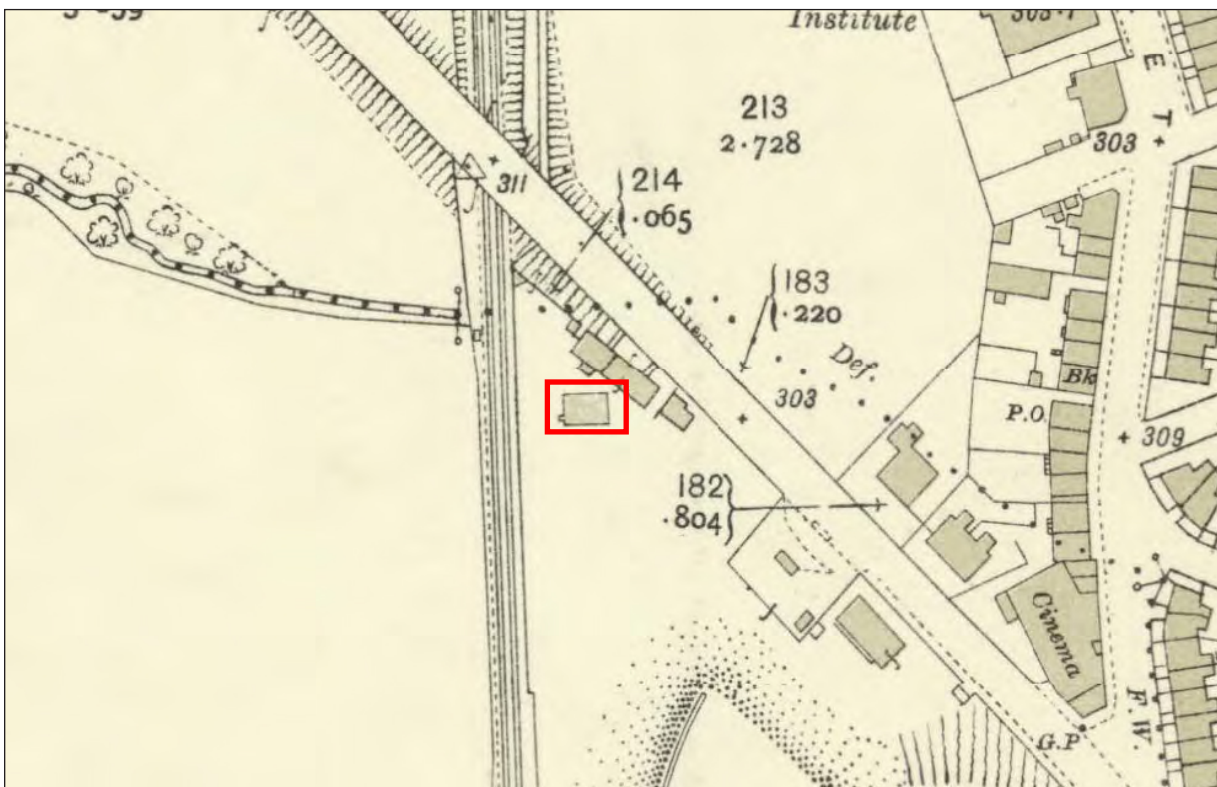 Institute
213
2·728
E
T
303
311
214
·065
183
·220
Def.
303
Bk
P.O.
309
182
·804
Cinema
F.W.
G.P